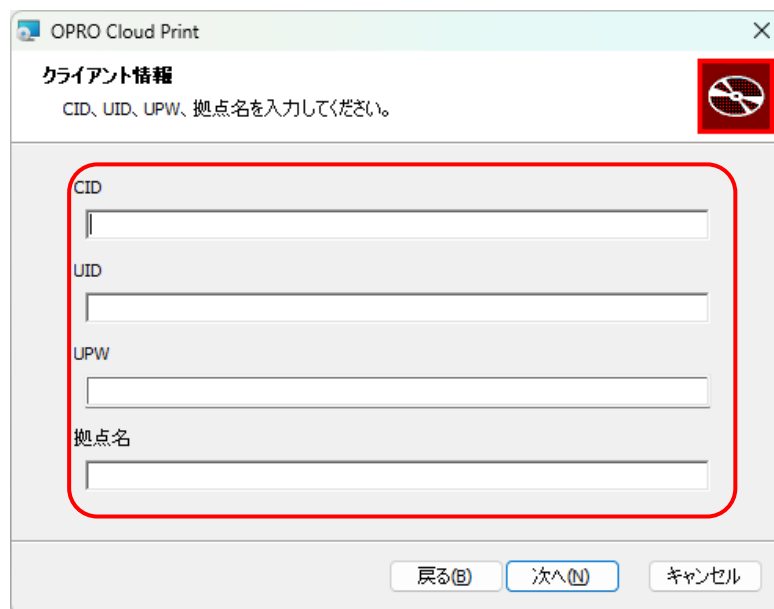 OPRO Cloud Print
クライアント情報
CID、UID、UPW、拠点名を入力してください。
CID
UID
UPW
拠点名
戻る(B)
次へ(N)
キャンセル